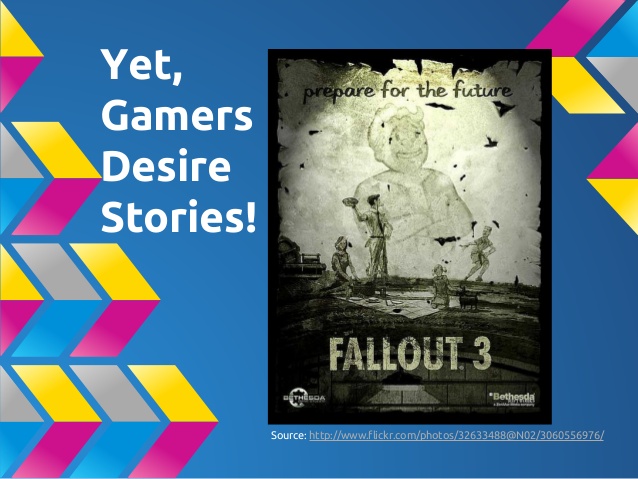 Yet,
Gamers
Desire
Stories!
prepare for the future
FALLOUT 3
BETHESDA
Bethesda
Source: http://www.flickr.com/photos/32633488@N02/3060556976/